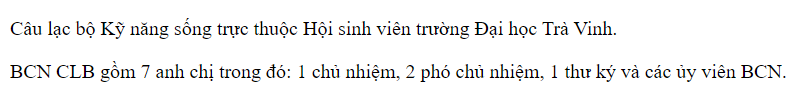 Câu lạc bộ Kỹ năng sống trực thuộc Hội sinh viên trường Đại học Trà Vinh.
BCN CLB gồm 7 anh chị trong đó: 1 chủ nhiệm, 2 phó chủ nhiệm, 1 thư ký và các ủy viên BCN.